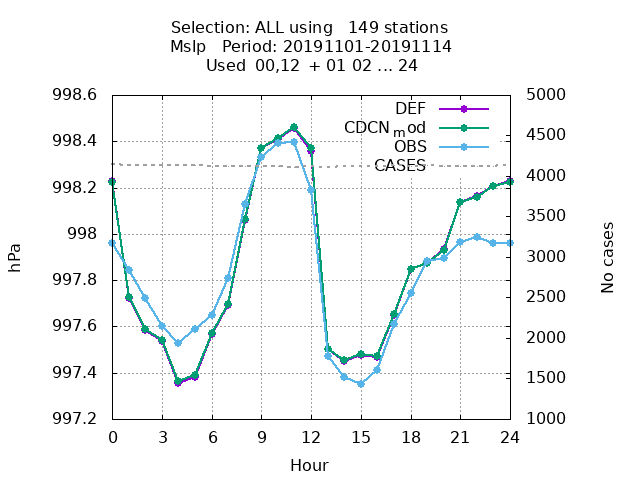 Selection: ALL using   149 stations
Mslp   Period: 20191101-20191114
Used  00,12  + 01 02 ... 24
998.6
998.4
998.2
998
997.8
997.6
997.4
997.2
hPa
DEF
CDCN_mod
OBS
CASES
5000
4500
4000
3500
3000
2500
2000
1500
1000
No cases
0 3 6 9 12 15 18 21 24
Hour